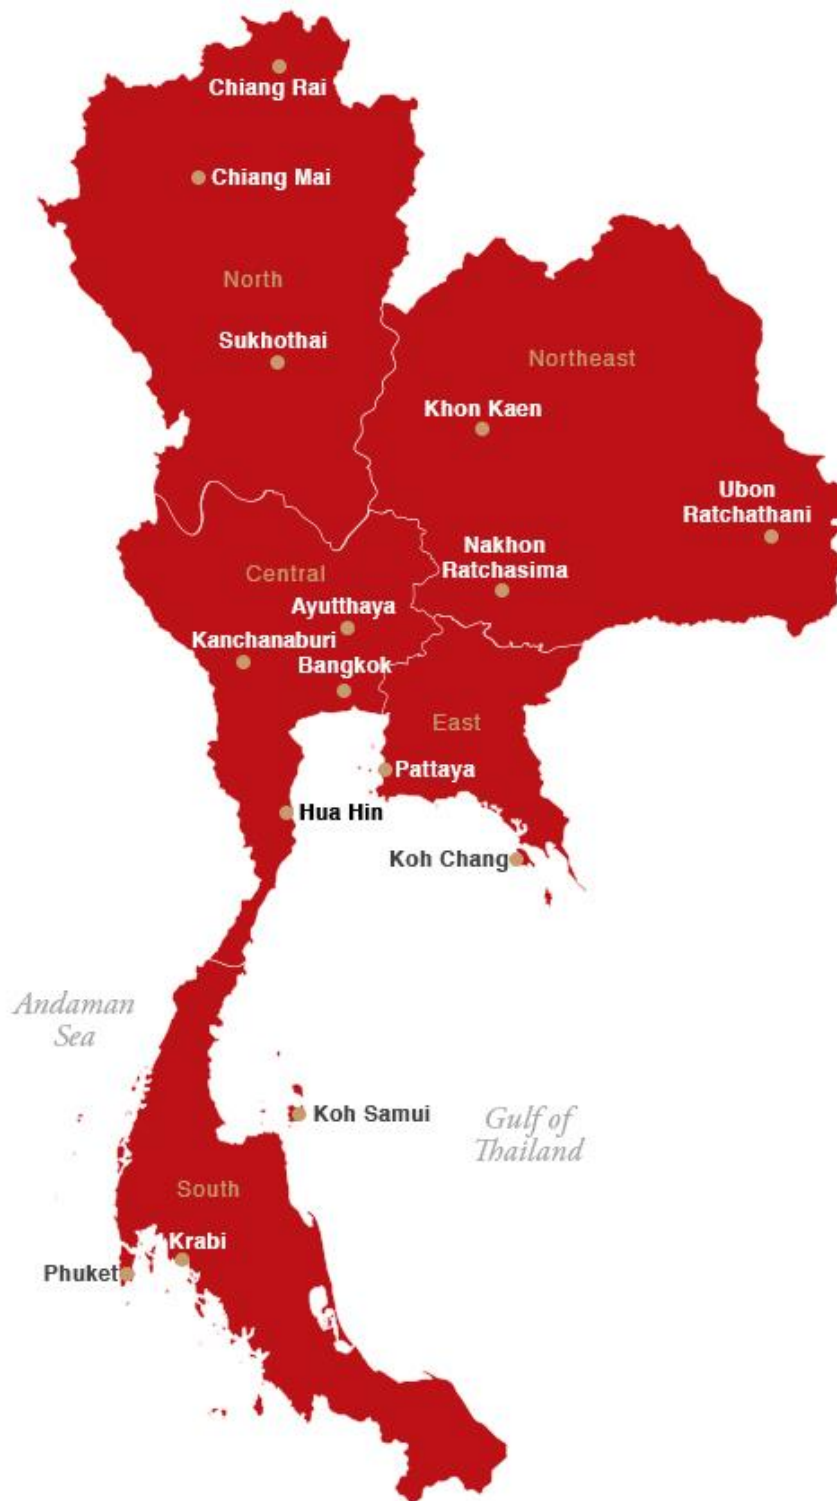 Chiang Rai
Chiang Mai
North
Sukhothai
Northeast
Khon Kaen
Ubon
Ratchathani
Nakhon
Ratchasima
Central
Ayutthaya
Kanchanaburi
Bangkok
East
Pattaya
Hua Hin
Koh Chang
Andaman
Sea
Koh Samui
Gulf of
Thailand
South
Krabi
Phuket